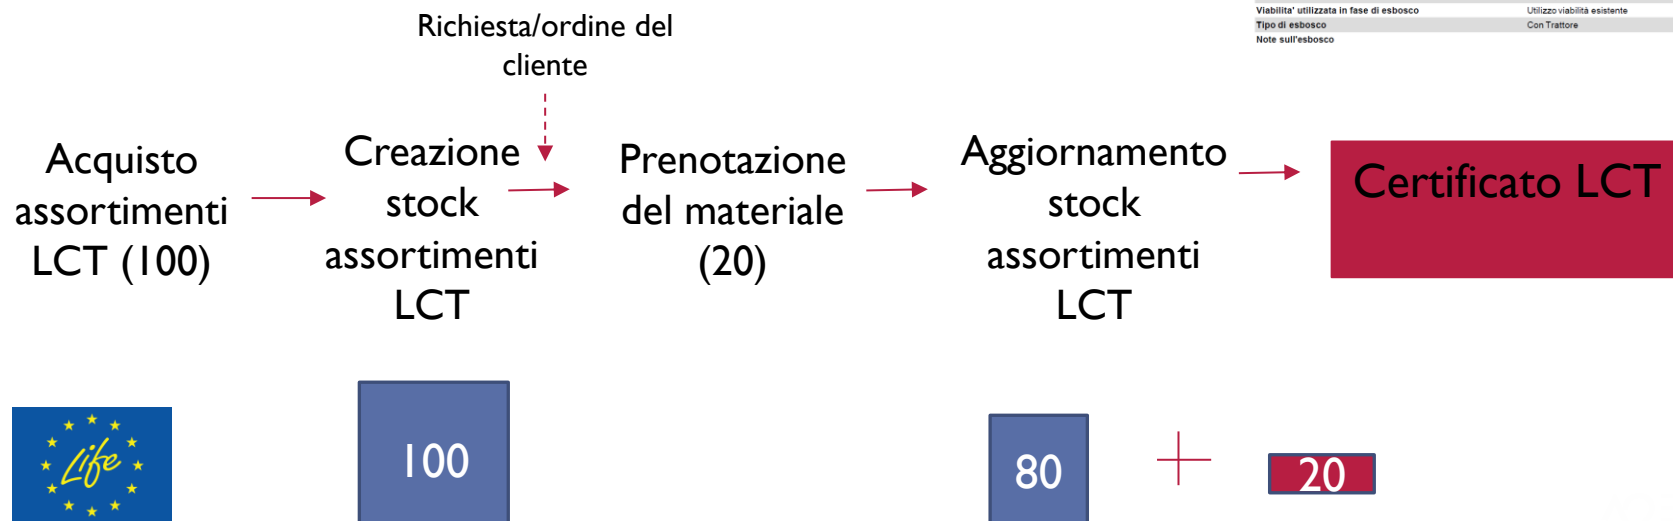 Viabilita' utilizzata in fase di esbosco Utilizzo viabilità esistente
Tipo di esbosco Con Trattore
Note sull'esbosco
Richiesta/ordine del
cliente
Acquisto
assortimenti
LCT (100)
Creazione
stock
assortimenti
LCT
Prenotazione
del materiale
(20)
Aggiornamento
stock
assortimenti
LCT
Certificato LCT
Life
100
80
20